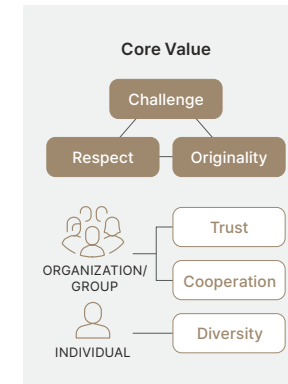 Core Value
Challenge
Respect
Originality
Trust
ORGANIZATION/
GROUP
Cooperation
Diversity
INDIVIDUAL